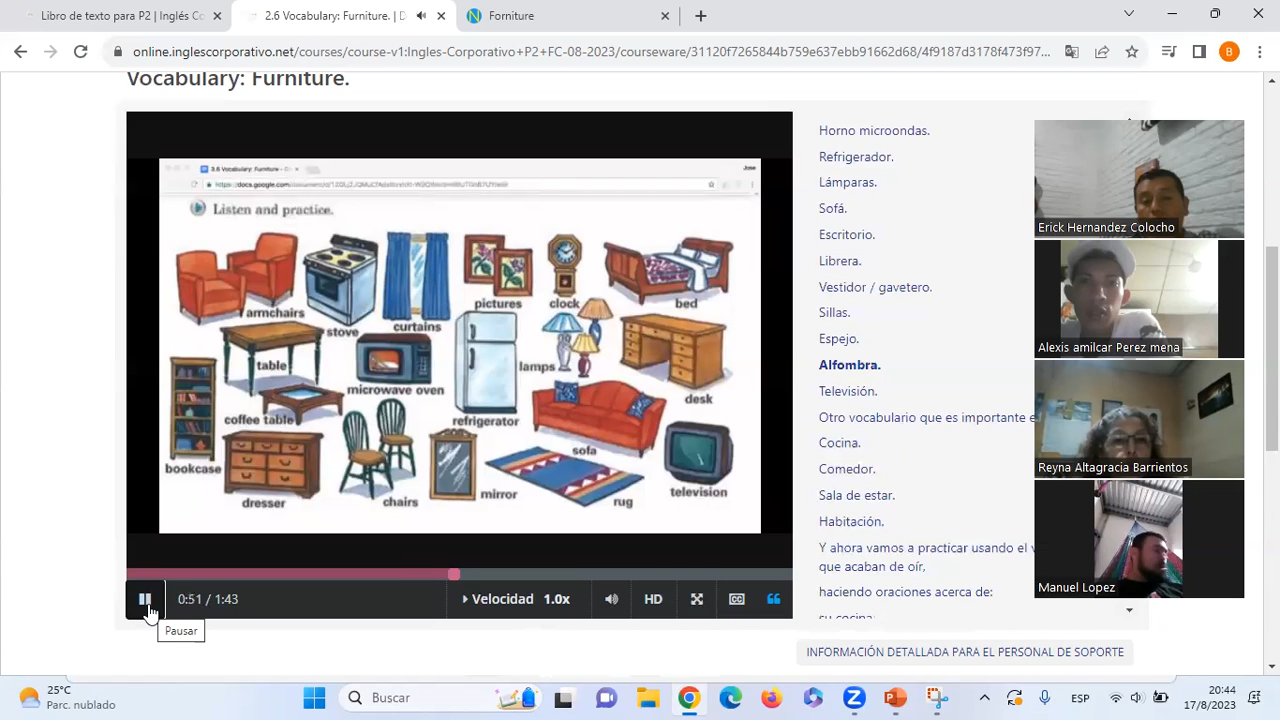 Libro de texto para P2 | Inglés Co
2.6 Vocabulary: Furniture. | D
Forniture
online.inglescorporativo.net/courses/course-v1:Ingles-Corporativo+P2+FC-08-2023/courseware/31120f7265844b759e637ebb91662d68/4f9187d3178f473f97...
B
Vocabulary: Furniture.
Jose
Listen and practice.
armchairs
stove
curtains
pictures
clock
bed
table
microwave oven
lamps
desk
coffee table
refrigerator
sofa
bookcase
dresser
chairs
mirror
rug
television
0:51 / 1:43
Velocidad 1.0x
HD
Pausar
Horno microondas.
Refrigerador.
Lámparas.
Sofá.
Escritorio.
Librera.
Vestidor / gavetero.
Sillas.
Espejo.
Alfombra.
Televisión.
Otro vocabulario que es importante e
Cocina.
Comedor.
Sala de estar.
Habitación.
Y ahora vamos a practicar usando el v
que acaban de oír,
haciendo oraciones acerca de:
su cocina;
INFORMACIÓN DETALLADA PARA EL PERSONAL DE SOPORTE
Erick Hernandez Colocho
Alexis amilcar Perez mena
Reyna Altagracia Barrientos
Manuel Lopez
25°C
Parc. nublado
Buscar
ESP
20:44
17/8/2023